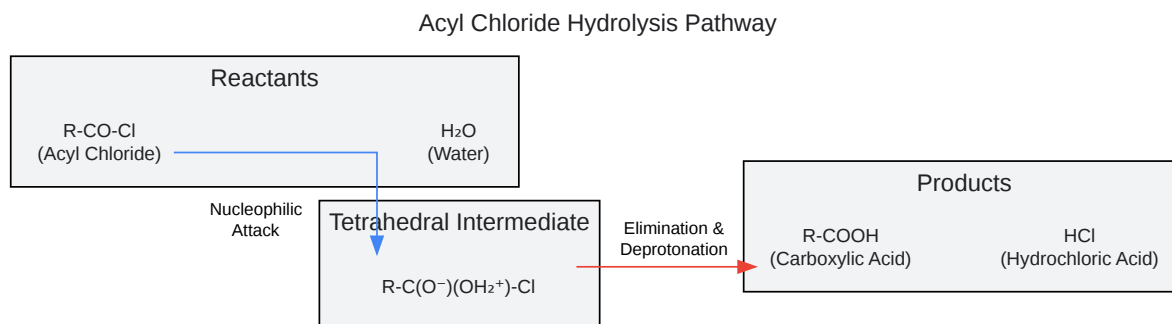 Acyl Chloride Hydrolysis Pathway
Reactants
R-CO-Cl
(Acyl Chloride)
H₂O
(Water)
Nucleophilic
Attack
Tetrahedral Intermediate
R-C(O⁻)(OH₂⁺)-Cl
Elimination &
Deprotonation
Products
R-COOH
(Carboxylic Acid)
HCl
(Hydrochloric Acid)